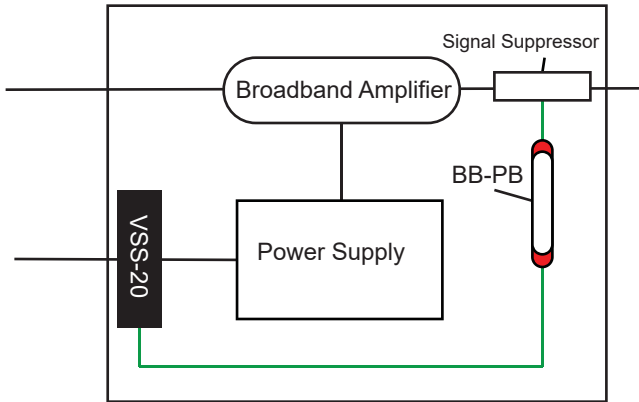 Signal Suppressor
Broadband Amplifier
BB-PB
VSS-20
Power Supply